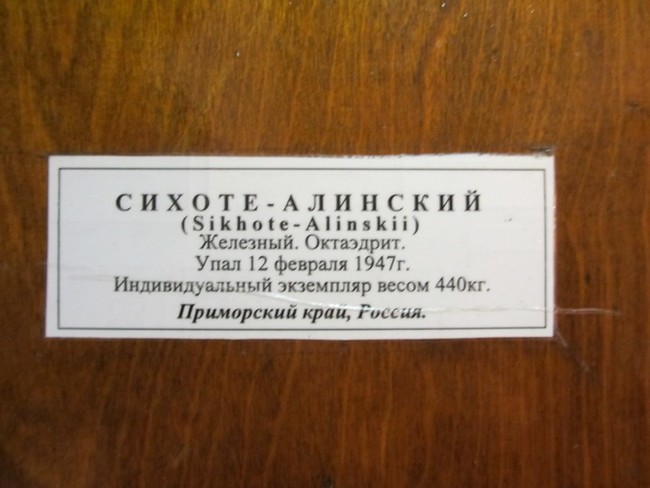 СИХОТЕ-АЛИНСКИЙ
(Sikhote-Alinskii)
Железный. Октаэдрит.
Упал 12 февраля 1947г.
Индивидуальный экземпляр весом 440кг.
Приморский край, Россия.